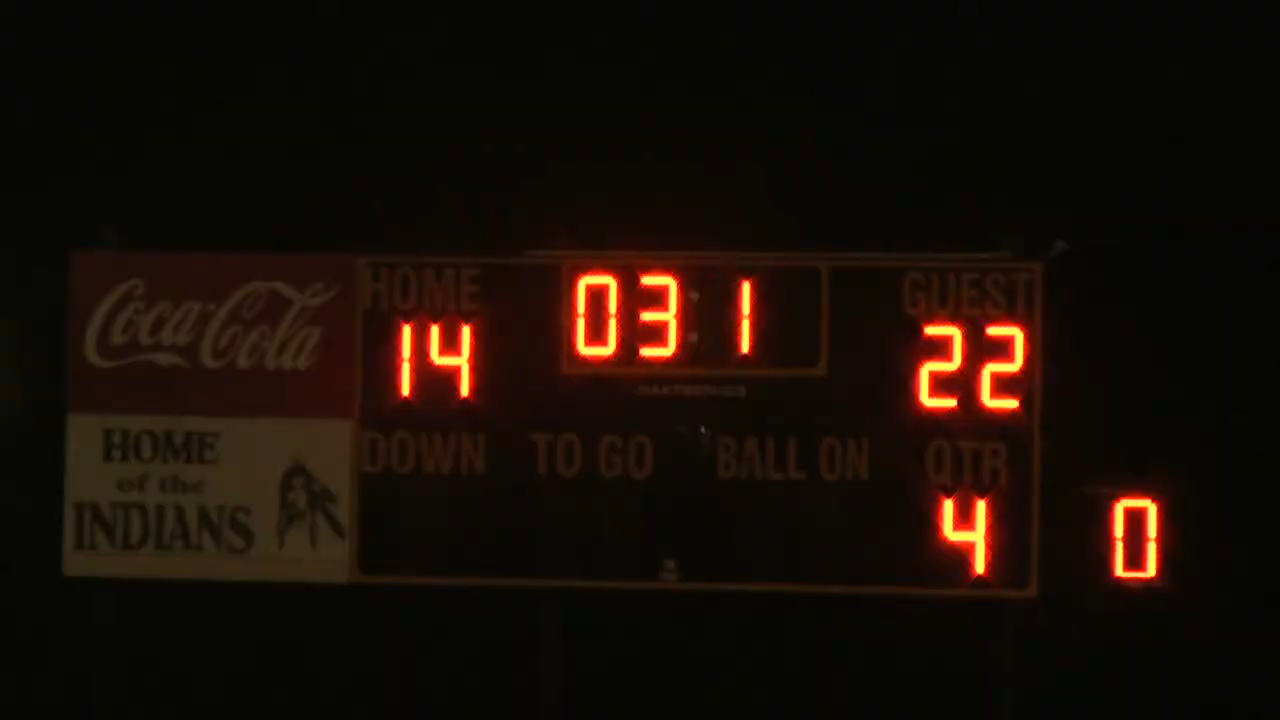 Coca-Cola
HOME
of the
INDIANS
HOME
03:1
GUEST
14
22
DAKTRONICS
DOWN
TO GO
BALL ON
QTR
4
0